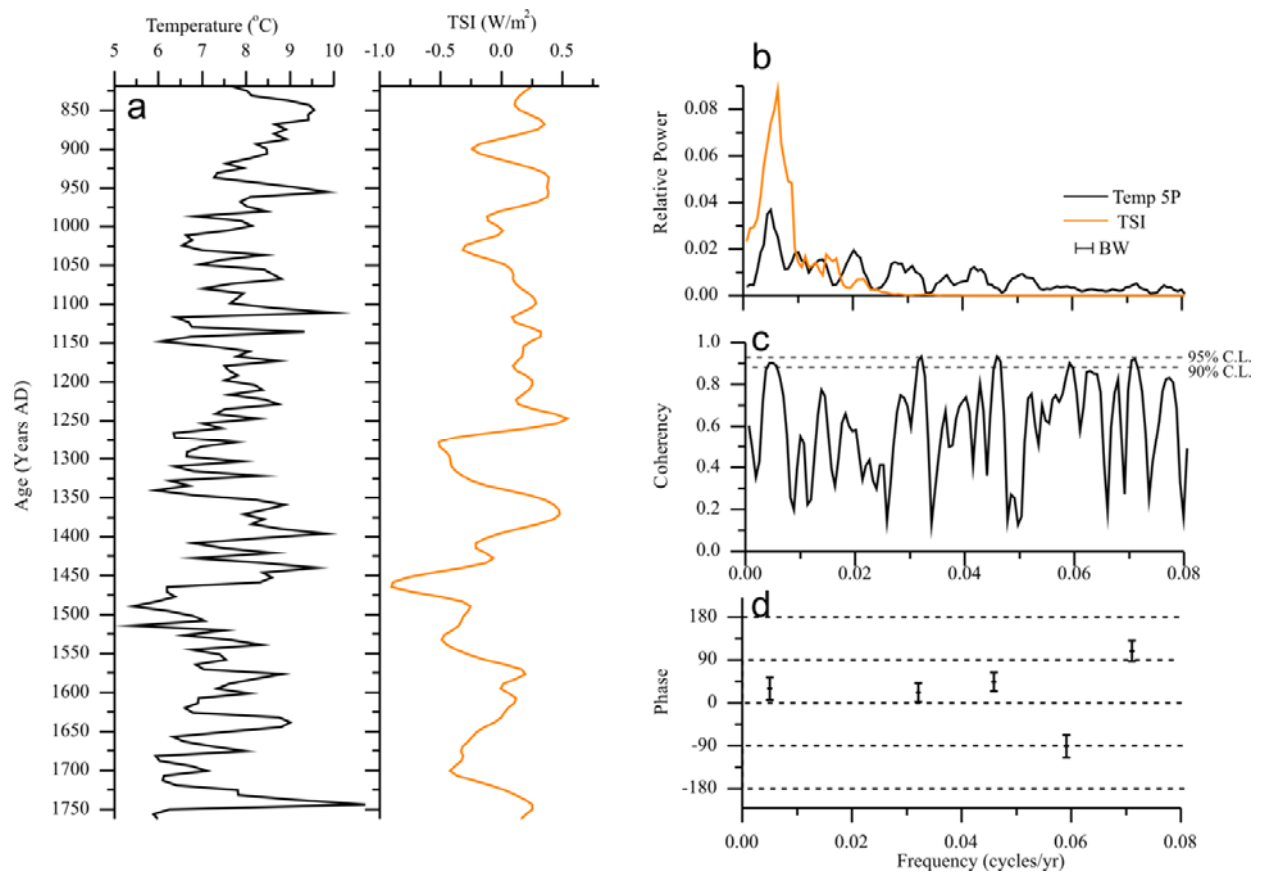 Temperature (°C)
5 6 7 8 9 10
TSI (W/m²)
-1.0 -0.5 0.0 0.5
a
Age (Years AD)
850
900
950
1000
1050
1100
1150
1200
1250
1300
1350
1400
1450
1500
1550
1600
1650
1700
1750
b
Relative Power
0.08
0.06
0.04
0.02
0.00
Temp 5P
TSI
BW
c
Coherency
1.0
0.8
0.6
0.4
0.2
0.0
95% C.L.
90% C.L.
0.00 0.02 0.04 0.06 0.08
d
Phase
180
90
0
-90
-180
0.00 0.02 0.04 0.06 0.08
Frequency (cycles/yr)